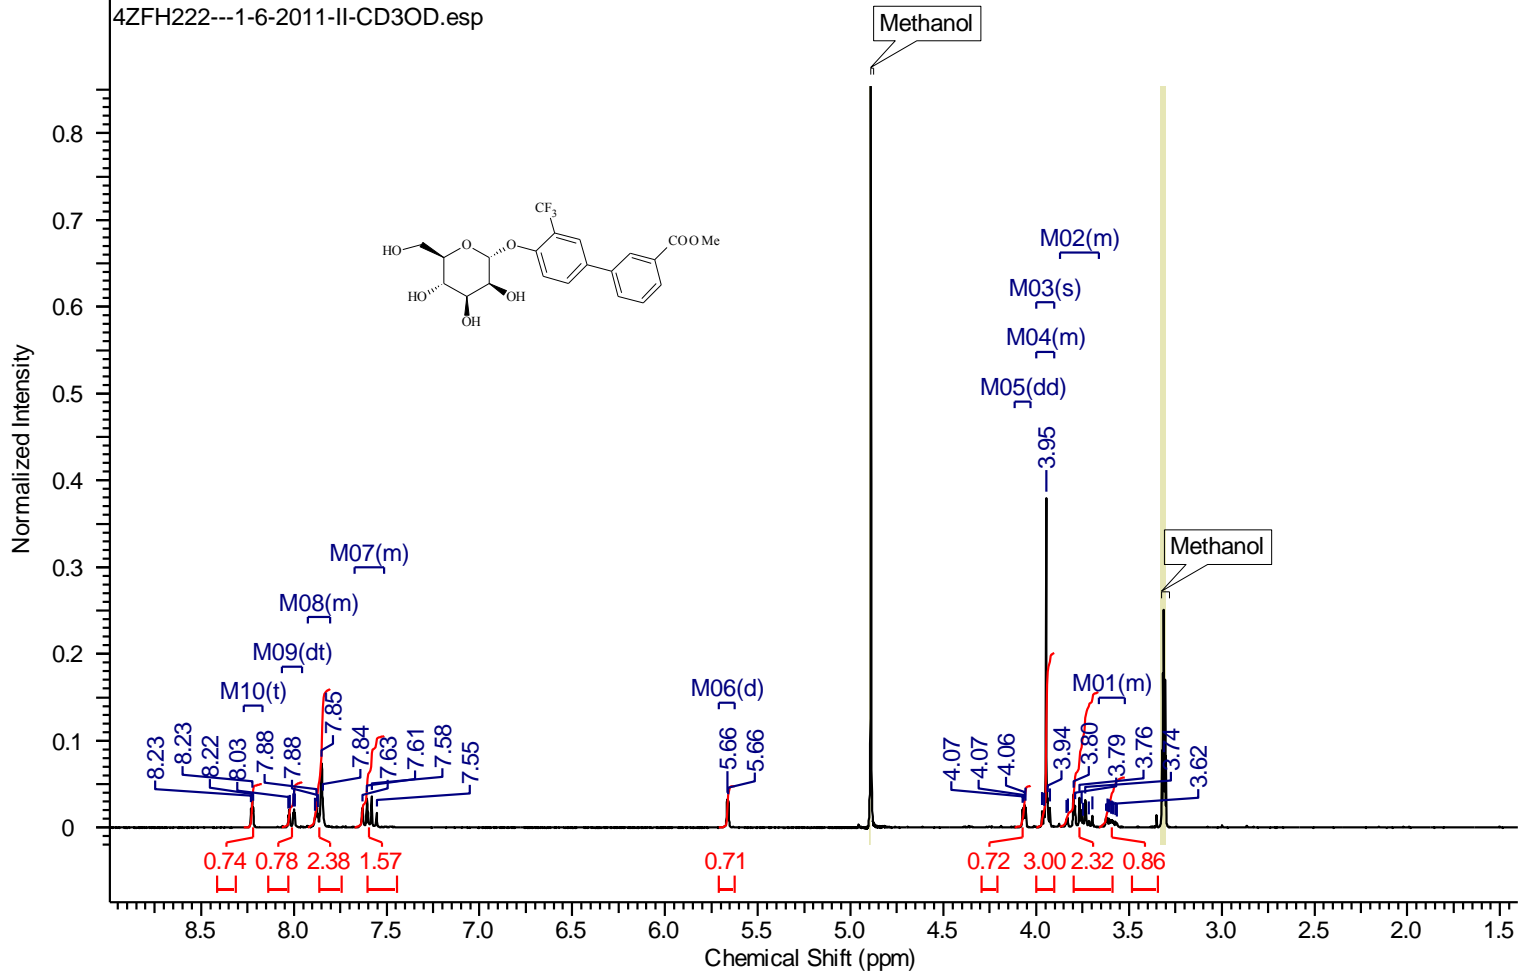 4ZFH222---1-6-2011-II-CD3OD.esp
Methanol
0.8
0.7
0.6
0.5
0.4
0.3
0.2
0.1
0
Normalized Intensity
CF3
HO
O
O
COOMe
HO
OH
OH
M02(m)
M03(s)
M04(m)
M05(dd)
3.95
Methanol
M07(m)
M08(m)
M09(dt)
M10(t)
M06(d)
M01(m)
8.23
8.23
8.22
8.03
7.88
7.88
7.85
7.84
7.63
7.61
7.58
7.55
5.66
5.66
4.07
4.07
4.06
3.94
3.80
3.79
3.76
3.74
3.62
0.74 0.78 2.38 1.57 0.71 0.72 3.00 2.32 0.86
8.5 8.0 7.5 7.0 6.5 6.0 5.5 5.0 4.5 4.0 3.5 3.0 2.5 2.0 1.5
Chemical Shift (ppm)